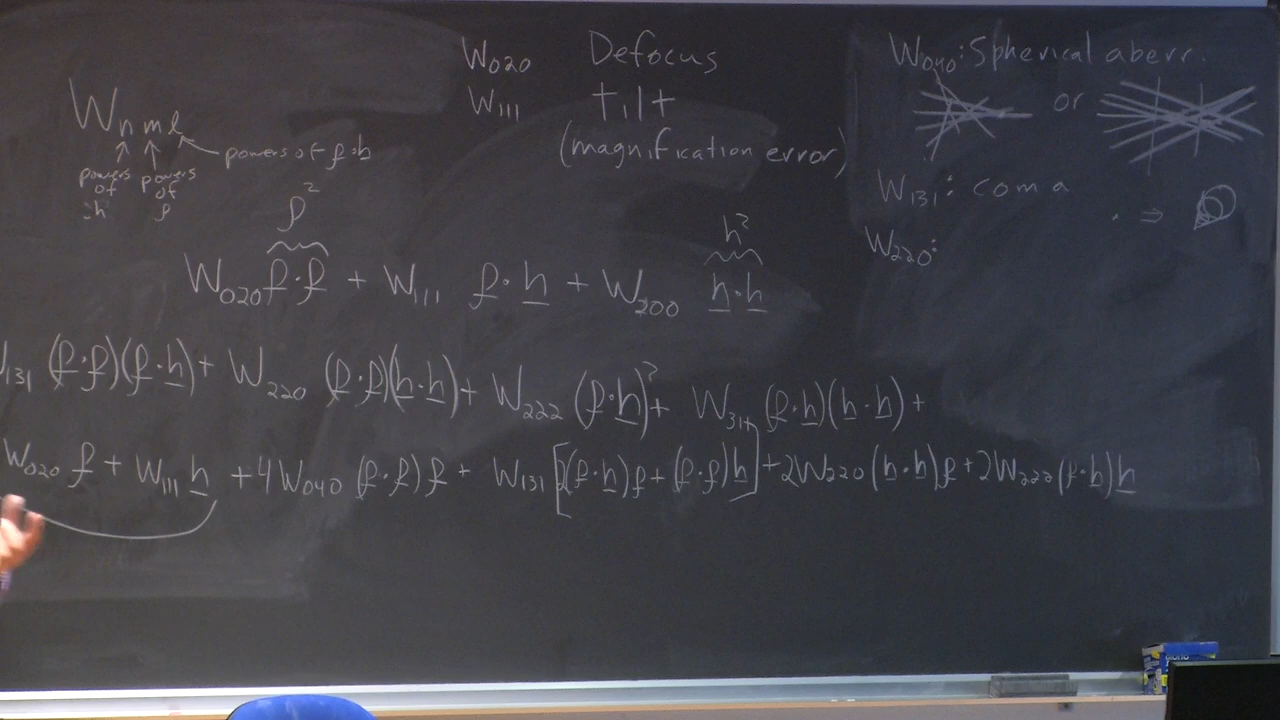 W₀₂₀ Defocus
W₁₁₁ tilt
(magnification error)
W₀₄₀: Spherical aberr.
or
W₁₃₁: coma
· ⇒
W₂₂₀:
W n m l
powers of ρ·h
powers of h
powers of ρ
ρ²
h²
W₀₂₀ ρ·ρ + W₁₁₁ ρ·h + W₂₀₀ h·h
W₁₃₁ (ρ·ρ)(ρ·h) + W₂₂₀ (ρ·ρ)(h·h) + W₂₂₂ (ρ·h)² + W₃₁₁ (ρ·h)(h·h) +
W₀₂₀ ρ + W₁₁₁ h + 4W₀₄₀ (ρ·ρ)ρ + W₁₃₁ [2(ρ·h)ρ + (ρ·ρ)h] + 2W₂₂₀ (h·h)ρ + 2W₂₂₂ (ρ·h)h